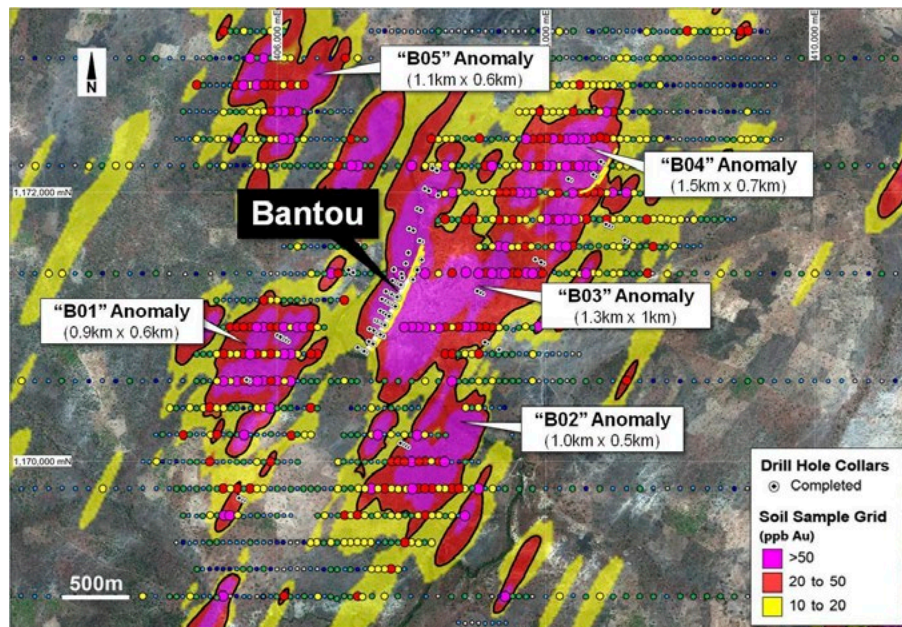 406,000 mE
,000 mE
410,000 mE
N
"B05" Anomaly
(1.1km x 0.6km)
"B04" Anomaly
(1.5km x 0.7km)
1,172,000 mN
Bantou
"B01" Anomaly
(0.9km x 0.6km)
"B03" Anomaly
(1.3km x 1km)
"B02" Anomaly
(1.0km x 0.5km)
1,170,000 mN
500m
Drill Hole Collars
Completed
Soil Sample Grid
(ppb Au)
>50
20 to 50
10 to 20